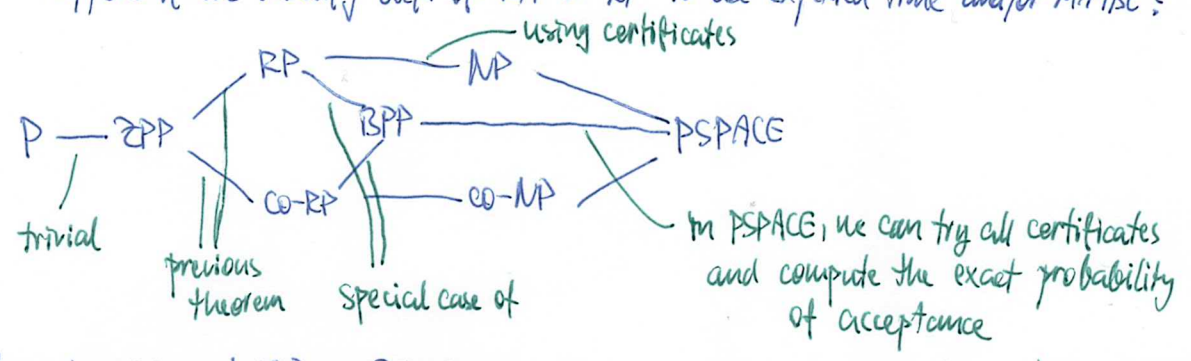 using certificates
RP NP
P ZPP BPP PSPACE
CO-RP CO-NP
trivial
previous
theorem
special case of
In PSPACE, we can try all certificates
and compute the exact probability
of acceptance